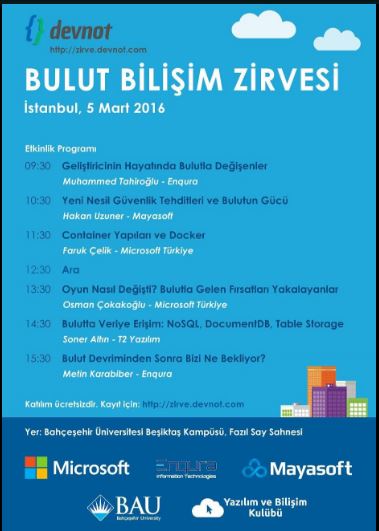 {} devnot
http://zirve.devnot.com
BULUT BİLİŞİM ZİRVESİ
İstanbul, 5 Mart 2016
Etkinlik Programı
09:30 Geliştiricinin Hayatında Bulutla Değişenler
Muhammed Tahiroğlu - Enqura
10:30 Yeni Nesil Güvenlik Tehditleri ve Bulutun Gücü
Hakan Uzuner - Mayasoft
11:30 Container Yapıları ve Docker
Faruk Çelik - Microsoft Türkiye
12:30 Ara
13:30 Oyun Nasıl Değişti? Bulutla Gelen Fırsatları Yakalayanlar
Osman Çokakoğlu - Microsoft Türkiye
14:30 Bulutta Veriye Erişim: NoSQL, DocumentDB, Table Storage
Soner Altın - T2 Yazılım
15:30 Bulut Devriminden Sonra Bizi Ne Bekliyor?
Metin Karabiber - Enqura
Katılım ücretsizdir. Kayıt için: http://zirve.devnot.com
Yer: Bahçeşehir Üniversitesi Beşiktaş Kampüsü, Fazıl Say Sahnesi
Microsoft
Enqura
Information Technologies
Mayasoft
BAU
Bahçeşehir University
Yazılım ve Bilişim
Kulübü